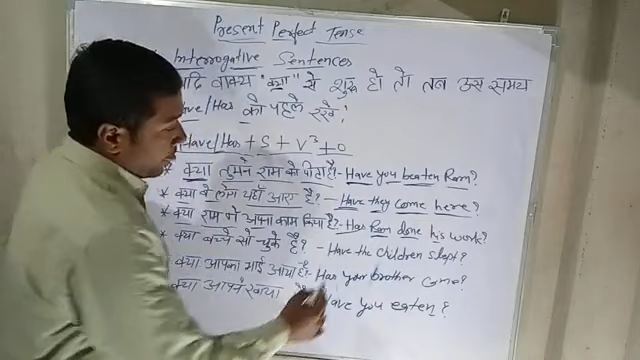 Present Perfect Tense
Interrogative Sentences
यदि वाक्य "क्या" से शुरू हो तो तब उस समय
Have/Has को पहले रखे!
Have/Has + S + V³ + O
* क्या तुमने राम को पीटा है? - Have you beaten Ram?
* क्या वे लोग यहाँ आए है? - Have they come here?
* क्या राम ने अपना काम किया है? - Has Ram done his work?
* क्या बच्चे सो चुके है? - Have the children slept?
क्या आपका भाई आया है? - Has your brother come?
क्या आपने खाया Have you eaten?